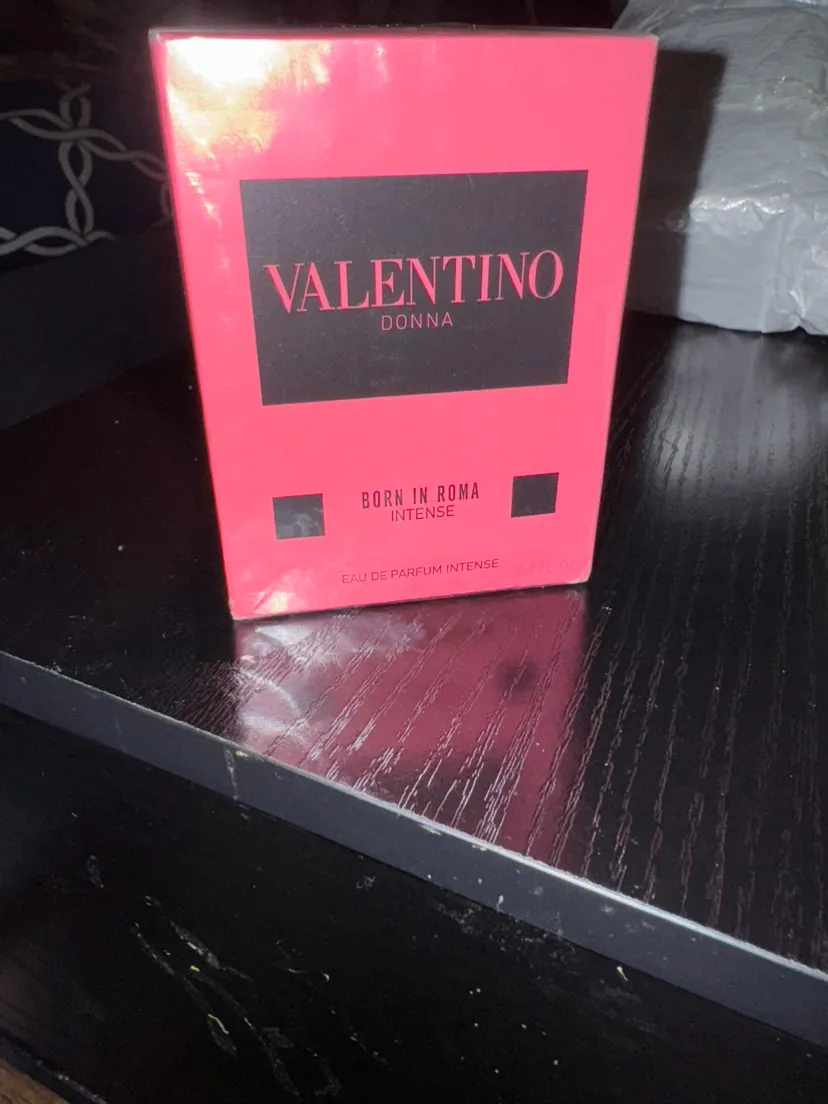 VALENTINO
DONNA
BORN IN ROMA
INTENSE
EAU DE PARFUM INTENSE